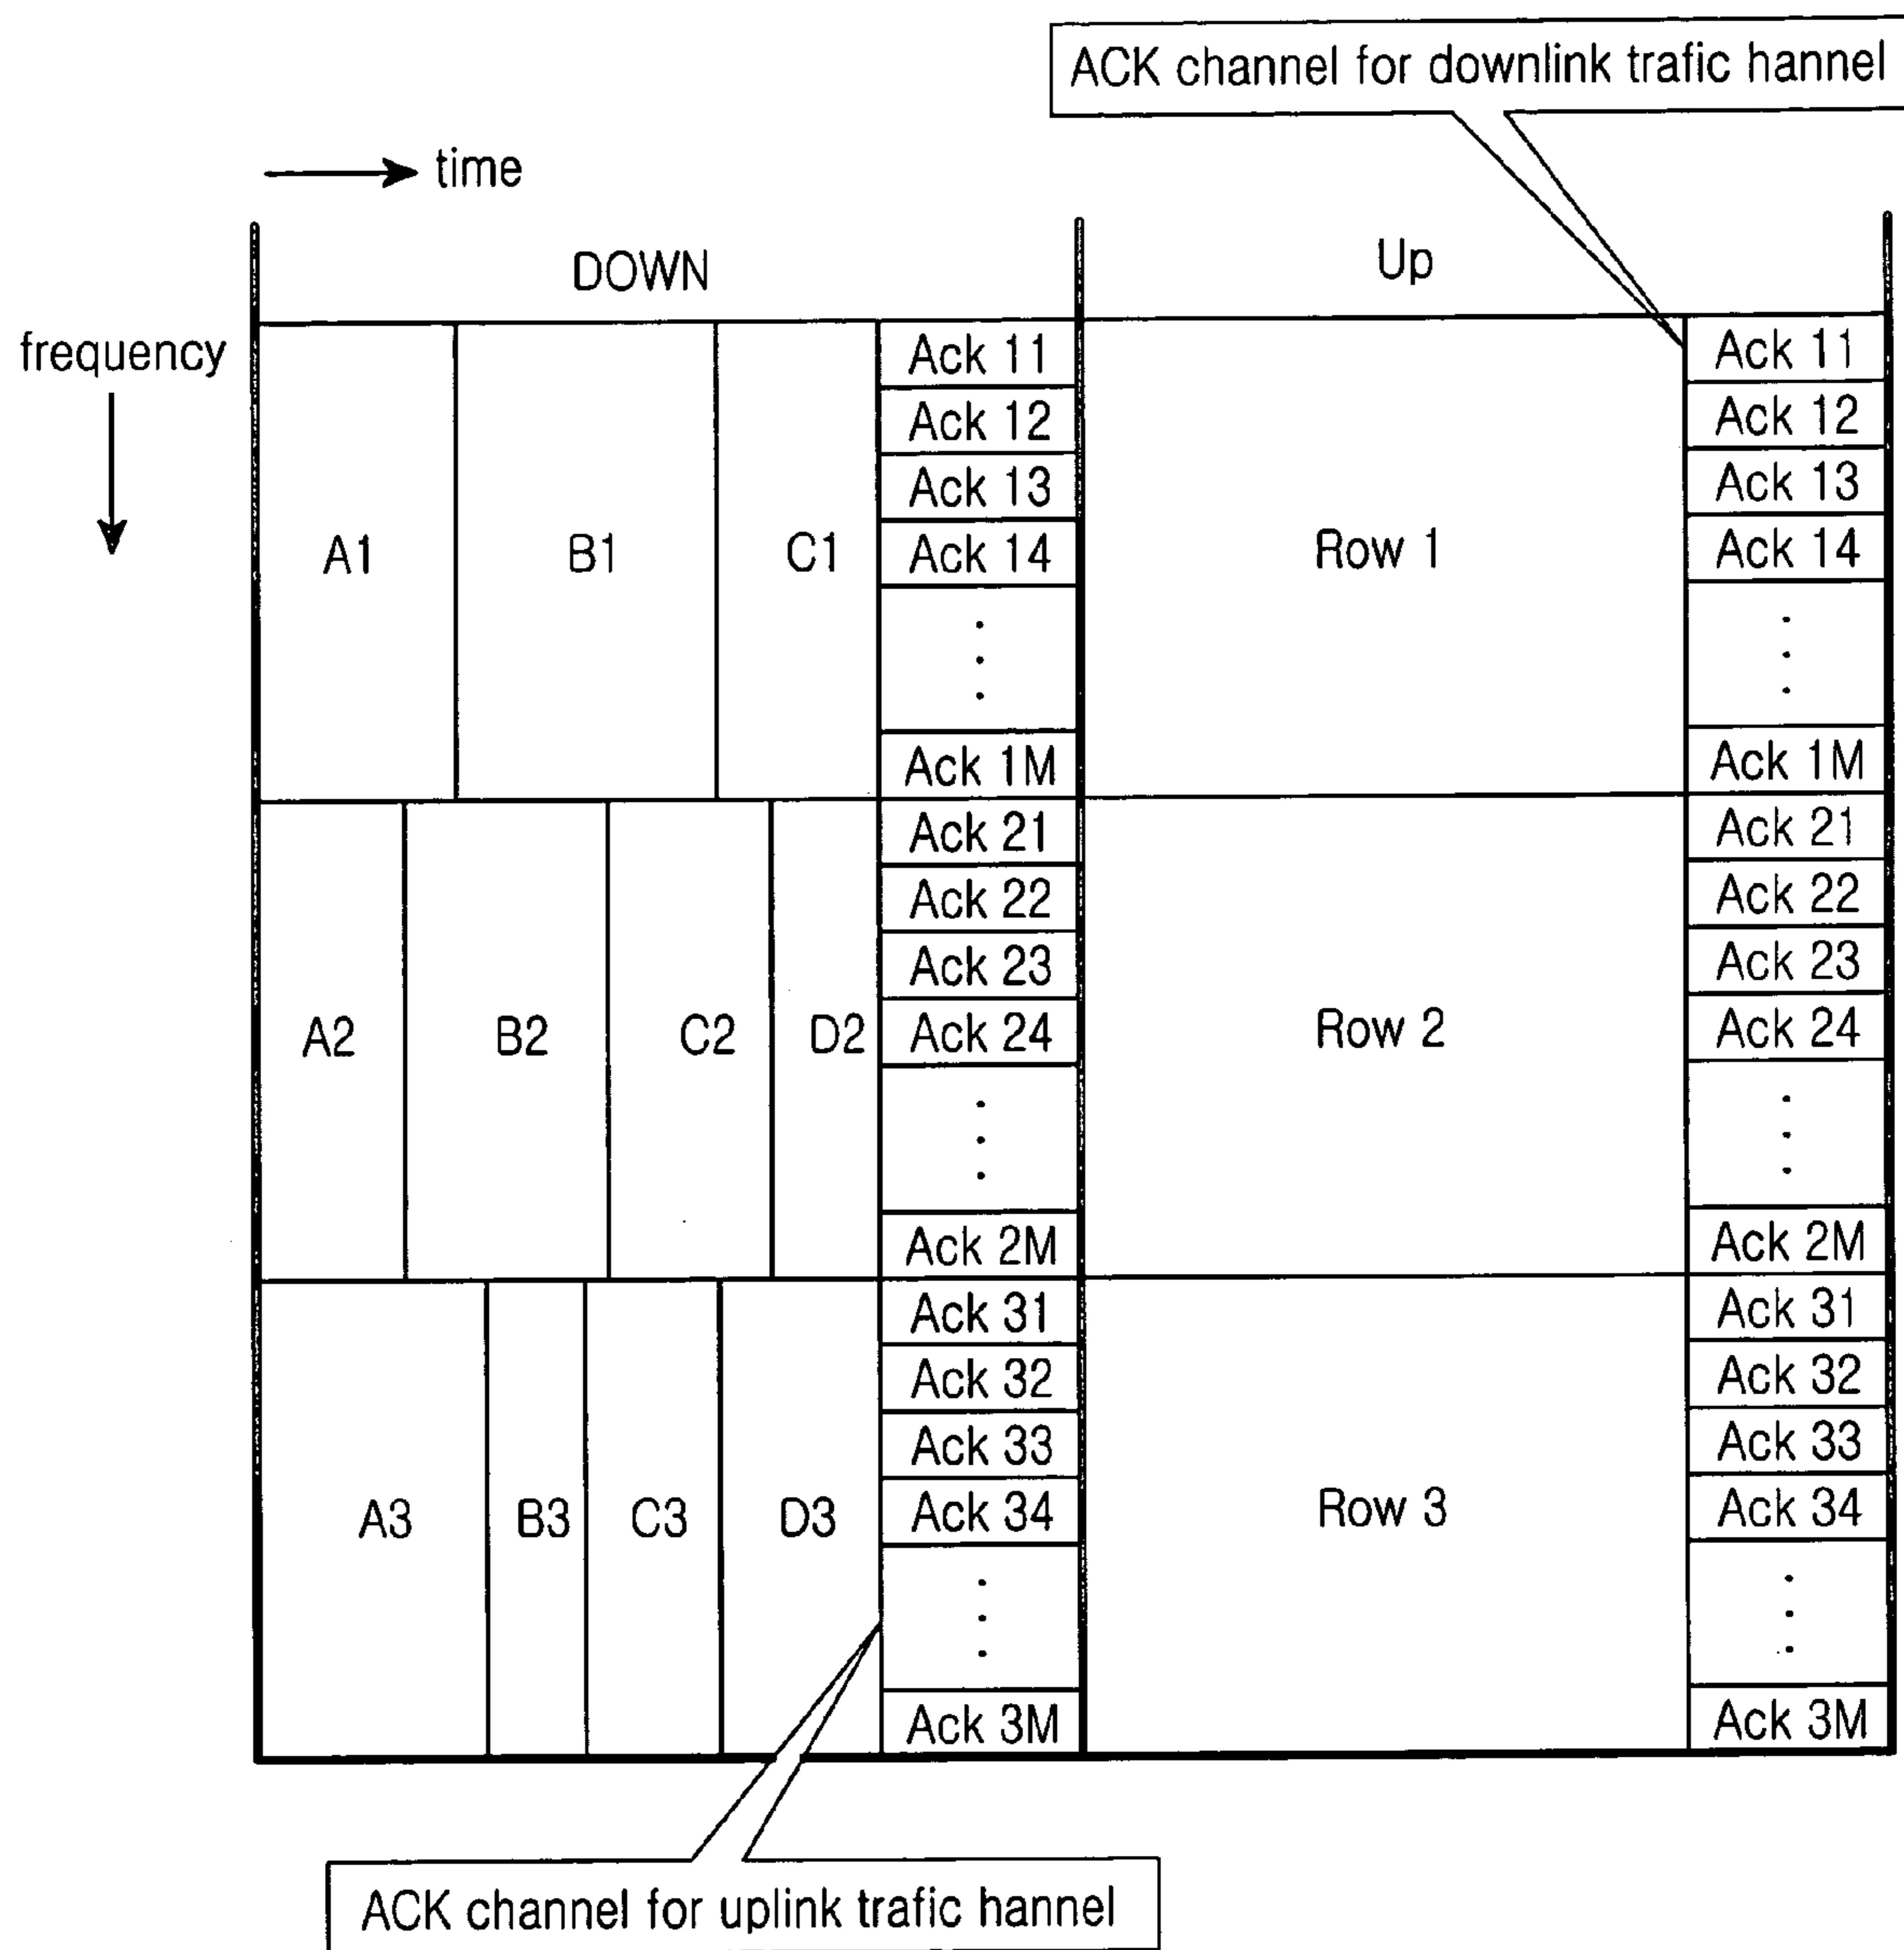 ACK channel for downlink trafic hannel
time
DOWN
Up
frequency
Ack 11
Ack 11
Ack 12
Ack 12
Ack 13
Ack 13
A1
B1
C1
Ack 14
Row 1
Ack 14
Ack 1M
Ack 1M
Ack 21
Ack 21
Ack 22
Ack 22
Ack 23
Ack 23
A2
B2
C2
D2
Ack 24
Row 2
Ack 24
Ack 2M
Ack 2M
Ack 31
Ack 31
Ack 32
Ack 32
Ack 33
Ack 33
A3
B3
C3
D3
Ack 34
Row 3
Ack 34
Ack 3M
Ack 3M
ACK channel for uplink trafic hannel